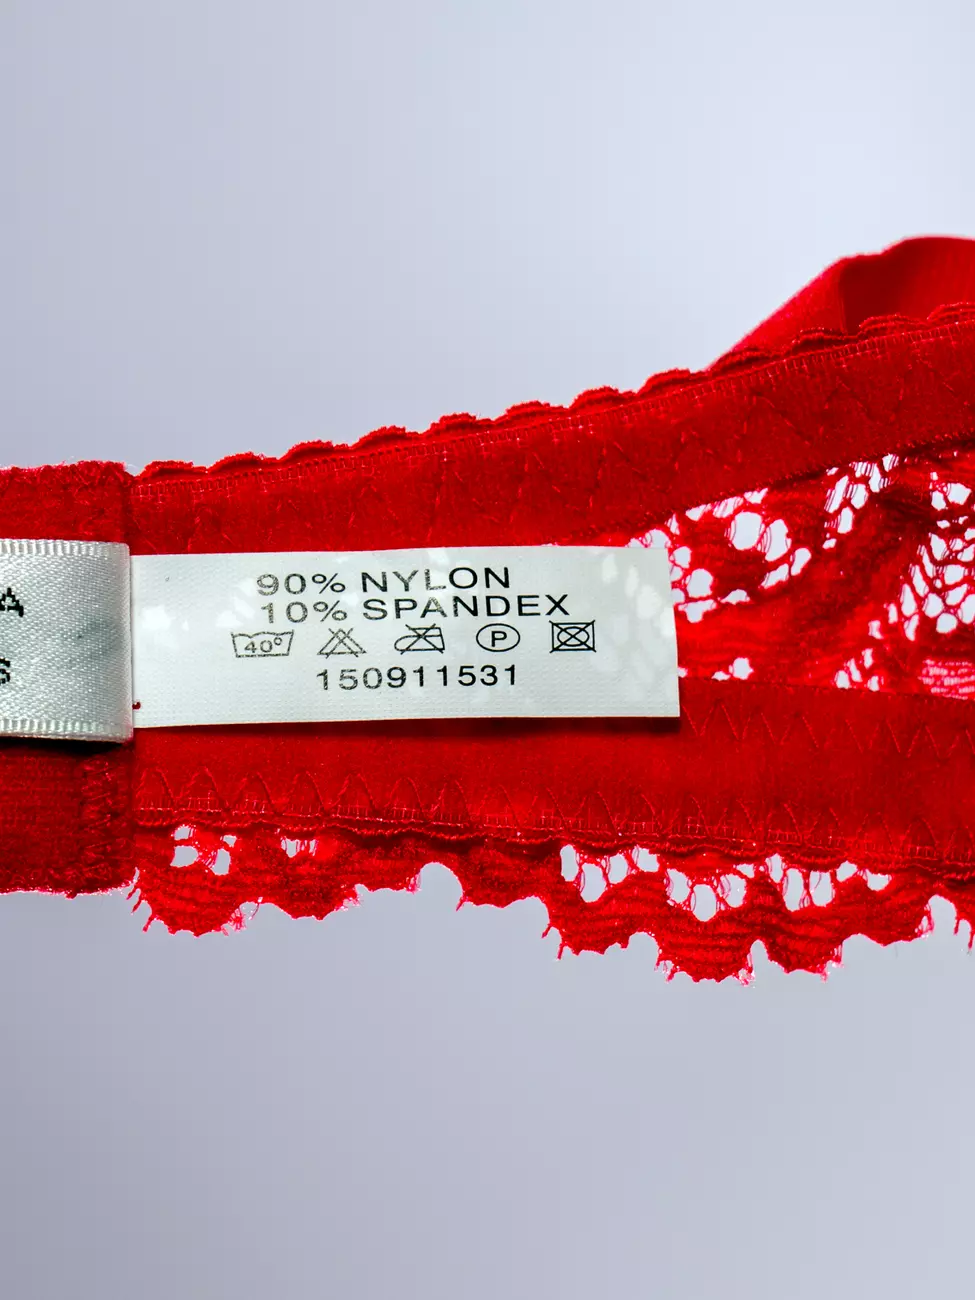 90% NYLON
10% SPANDEX
40° P
150911531